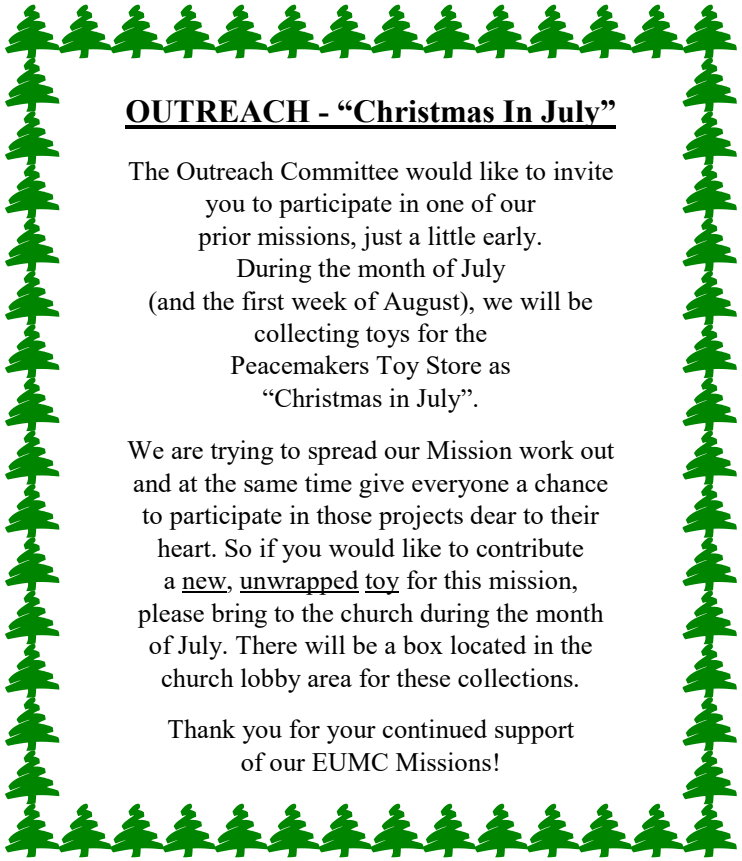 OUTREACH - “Christmas In July”
The Outreach Committee would like to invite
you to participate in one of our
prior missions, just a little early.
During the month of July
(and the first week of August), we will be
collecting toys for the
Peacemakers Toy Store as
“Christmas in July”.
We are trying to spread our Mission work out
and at the same time give everyone a chance
to participate in those projects dear to their
heart. So if you would like to contribute
a new, unwrapped toy for this mission,
please bring to the church during the month
of July. There will be a box located in the
church lobby area for these collections.
Thank you for your continued support
of our EUMC Missions!